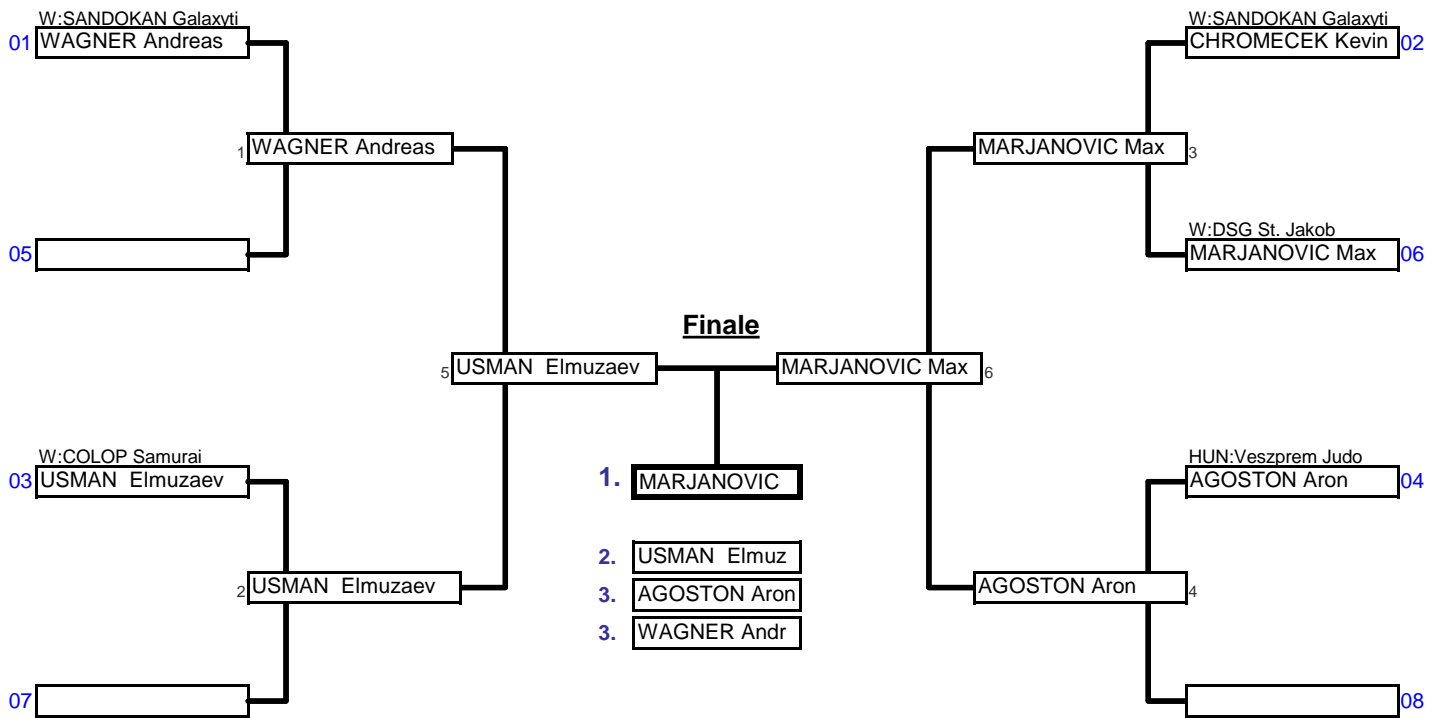 W:SANDOKAN Galaxyti
01 WAGNER Andreas
1 WAGNER Andreas
05
W:COLOP Samurai
03 USMAN  Elmuzaev
2 USMAN  Elmuzaev
07
5 USMAN  Elmuzaev
Finale
MARJANOVIC Max 6
1. MARJANOVIC
2. USMAN  Elmuz
3. AGOSTON Aron
3. WAGNER Andr
W:SANDOKAN Galaxyti
CHROMECEK Kevin 02
MARJANOVIC Max 3
W:DSG St. Jakob
MARJANOVIC Max 06
HUN:Veszprem Judo
AGOSTON Aron 04
AGOSTON Aron 4
08